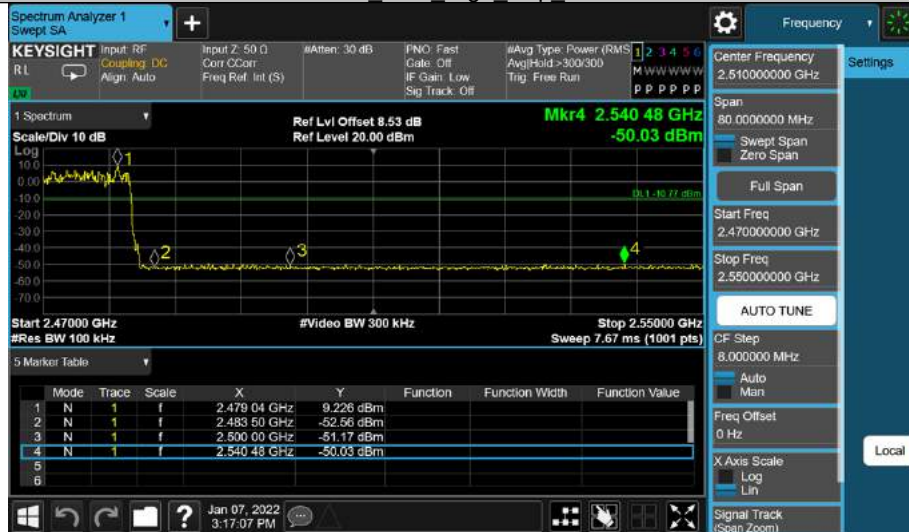 Spectrum Analyzer 1
Swept SA
+
Frequency
KEYSIGHT
RL
LXI
Input: RF
Coupling: DC
Align: Auto
Input Z: 50 Ω
Corr CCorr
Freq Ref: Int (S)
#Atten: 30 dB
PNO: Fast
Gate: Off
IF Gain: Low
Sig Track: Off
#Avg Type: Power (RMS
Avg|Hold:>300/300
Trig: Free Run
1 2 3 4 5 6
M W W W W W
P P P P P P
1 Spectrum
Scale/Div 10 dB
Ref Lvl Offset 8.53 dB
Ref Level 20.00 dBm
Mkr4 2.540 48 GHz
-50.03 dBm
Log
10.0
0.00
-10.0
-20.0
-30.0
-40.0
-50.0
-60.0
-70.0
1
2
3
4
DL1 -10.77 dBm
Start 2.47000 GHz
#Res BW 100 kHz
#Video BW 300 kHz
Stop 2.55000 GHz
Sweep 7.67 ms (1001 pts)
5 Marker Table
Mode Trace Scale X Y Function Function Width Function Value
1 N 1 f 2.479 04 GHz 9.226 dBm
2 N 1 f 2.483 50 GHz -52.56 dBm
3 N 1 f 2.500 00 GHz -51.17 dBm
4 N 1 f 2.540 48 GHz -50.03 dBm
5
6
Center Frequency
2.510000000 GHz
Settings
Span
80.0000000 MHz
Swept Span
Zero Span
Full Span
Start Freq
2.470000000 GHz
Stop Freq
2.550000000 GHz
AUTO TUNE
CF Step
8.000000 MHz
Auto
Man
Freq Offset
0 Hz
Local
X Axis Scale
Log
Lin
Signal Track
(Span Zoom)
?
Jan 07, 2022
3:17:07 PM